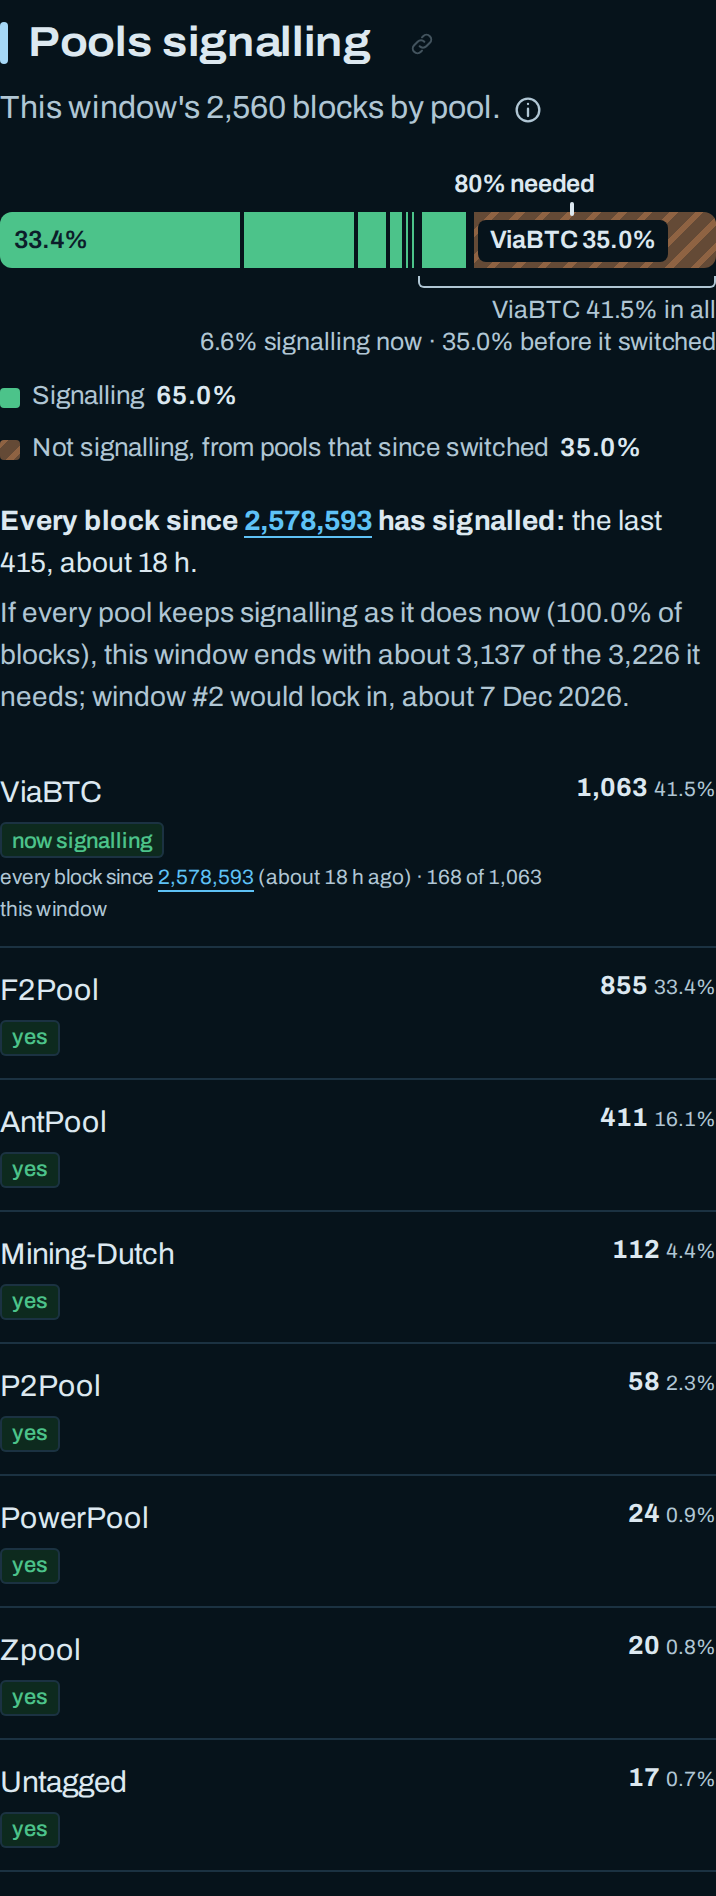 Pools signalling
This window's 2,560 blocks by pool.
80% needed
33.4%
ViaBTC 35.0%
ViaBTC 41.5% in all
6.6% signalling now · 35.0% before it switched
Signalling 65.0%
Not signalling, from pools that since switched 35.0%
Every block since 2,578,593 has signalled: the last
415, about 18 h.
If every pool keeps signalling as it does now (100.0% of
blocks), this window ends with about 3,137 of the 3,226 it
needs; window #2 would lock in, about 7 Dec 2026.
ViaBTC 1,063 41.5%
now signalling
every block since 2,578,593 (about 18 h ago) · 168 of 1,063
this window
F2Pool 855 33.4%
yes
AntPool 411 16.1%
yes
Mining-Dutch 112 4.4%
yes
P2Pool 58 2.3%
yes
PowerPool 24 0.9%
yes
Zpool 20 0.8%
yes
Untagged 17 0.7%
yes